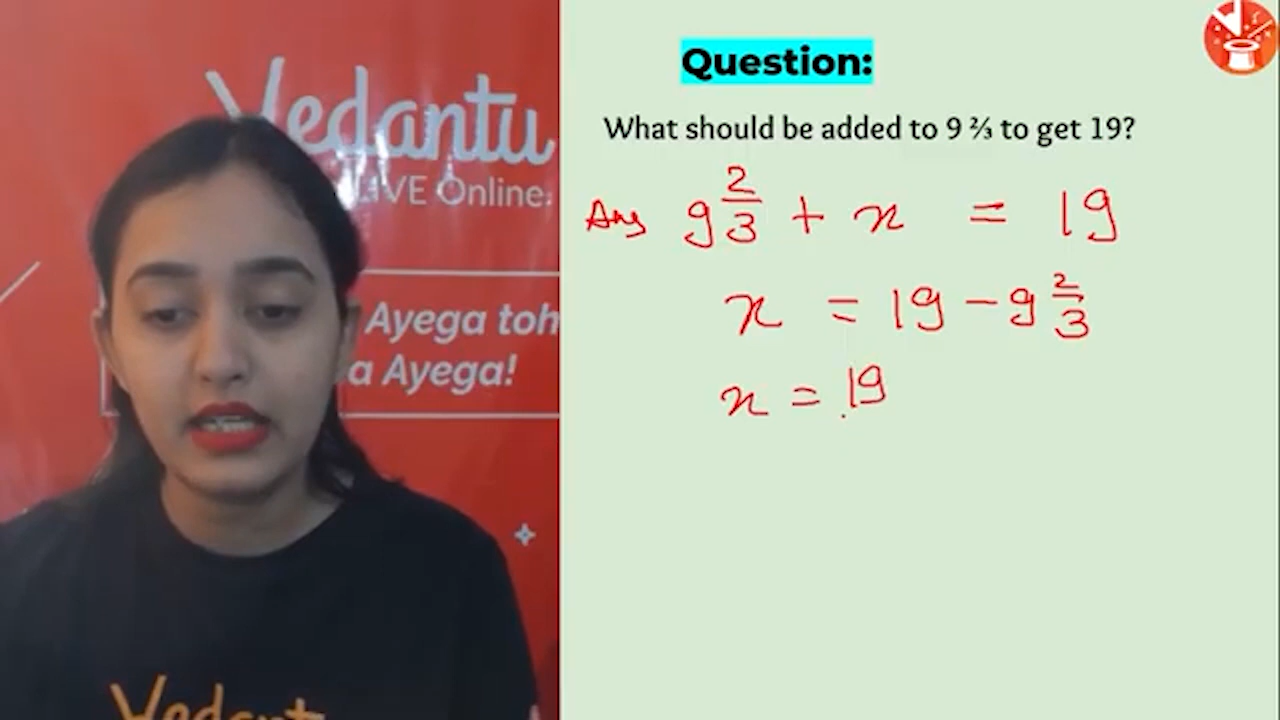 Vedantu
LIVE Online
Ayega toh
a Ayega!
Vedantu
Question:
What should be added to 9 ⅔ to get 19?
Ans 9 2/3 + x = 19
x = 19 - 9 2/3
x = 19